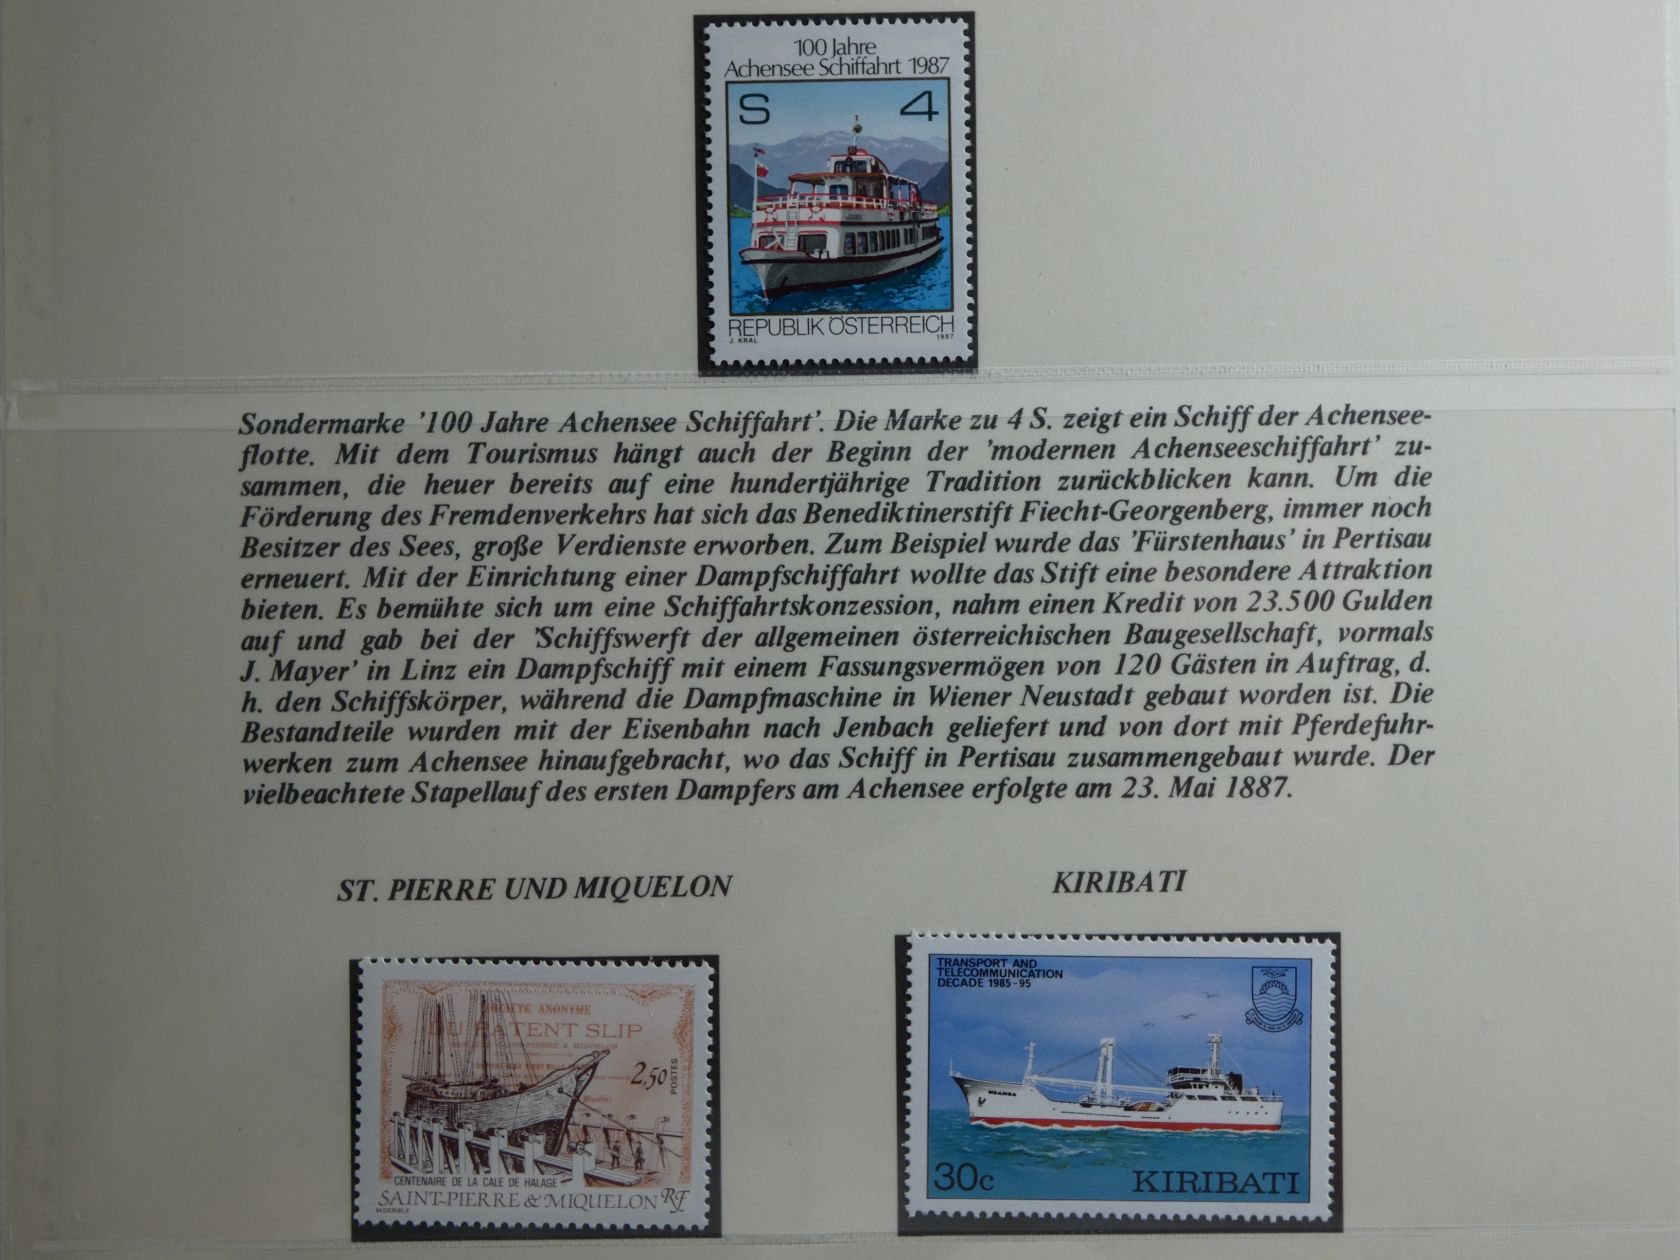 100 Jahre
Achensee Schiffahrt 1987
S 4
REPUBLIK ÖSTERREICH
J. KRAL 1987
Sondermarke '100 Jahre Achensee Schiffahrt'. Die Marke zu 4 S. zeigt ein Schiff der Achensee-
flotte. Mit dem Tourismus hängt auch der Beginn der 'modernen Achenseeschiffahrt' zu-
sammen, die heuer bereits auf eine hundertjährige Tradition zurückblicken kann. Um die
Förderung des Fremdenverkehrs hat sich das Benediktinerstift Fiecht-Georgenberg, immer noch
Besitzer des Sees, große Verdienste erworben. Zum Beispiel wurde das 'Fürstenhaus' in Pertisau
erneuert. Mit der Einrichtung einer Dampfschiffahrt wollte das Stift eine besondere Attraktion
bieten. Es bemühte sich um eine Schiffahrtskonzession, nahm einen Kredit von 23.500 Gulden
auf und gab bei der 'Schiffswerft der allgemeinen österreichischen Baugesellschaft, vormals
J. Mayer' in Linz ein Dampfschiff mit einem Fassungsvermögen von 120 Gästen in Auftrag, d.
h. den Schiffskörper, während die Dampfmaschine in Wiener Neustadt gebaut worden ist. Die
Bestandteile wurden mit der Eisenbahn nach Jenbach geliefert und von dort mit Pferdefuhr-
werken zum Achensee hinaufgebracht, wo das Schiff in Pertisau zusammengebaut wurde. Der
vielbeachtete Stapellauf des ersten Dampfers am Achensee erfolgte am 23. Mai 1887.
ST. PIERRE UND MIQUELON
SOCIÉTÉ ANONYME
DU PATENT SLIP
2,50
POSTES
CENTENAIRE DE LA CALE DE HALAGE
SAINT-PIERRE & MIQUELON RF
M. DERIBLE
KIRIBATI
TRANSPORT AND
TELECOMMUNICATION
DECADE 1985-95
30c KIRIBATI